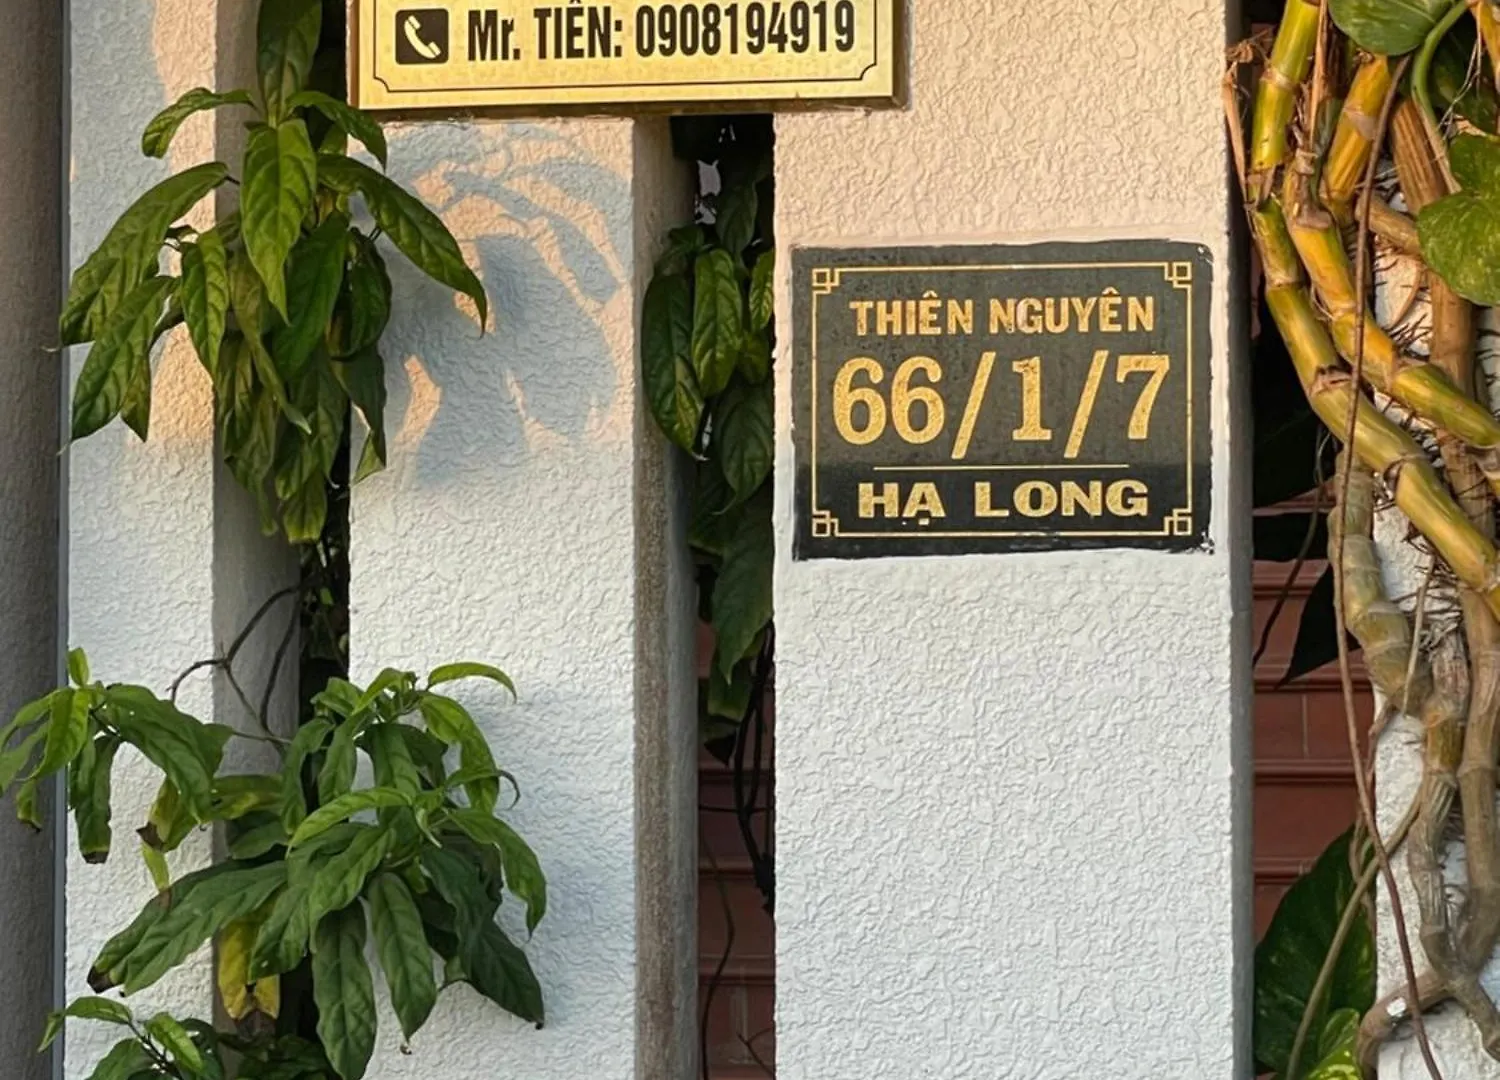 Mr. TIẾN: 0908194919
THIÊN NGUYÊN
66/1/7
HẠ LONG